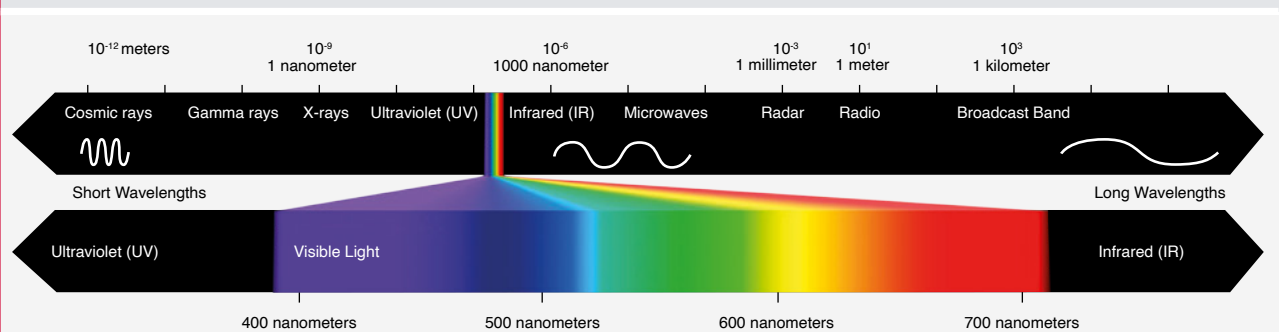 10⁻¹² meters
10⁻⁹
1 nanometer
10⁻⁶
1000 nanometer
10⁻³
1 millimeter
10¹
1 meter
10³
1 kilometer
Cosmic rays Gamma rays X-rays Ultraviolet (UV) Infrared (IR) Microwaves Radar Radio Broadcast Band
Short Wavelengths Long Wavelengths
Ultraviolet (UV) Visible Light Infrared (IR)
400 nanometers 500 nanometers 600 nanometers 700 nanometers